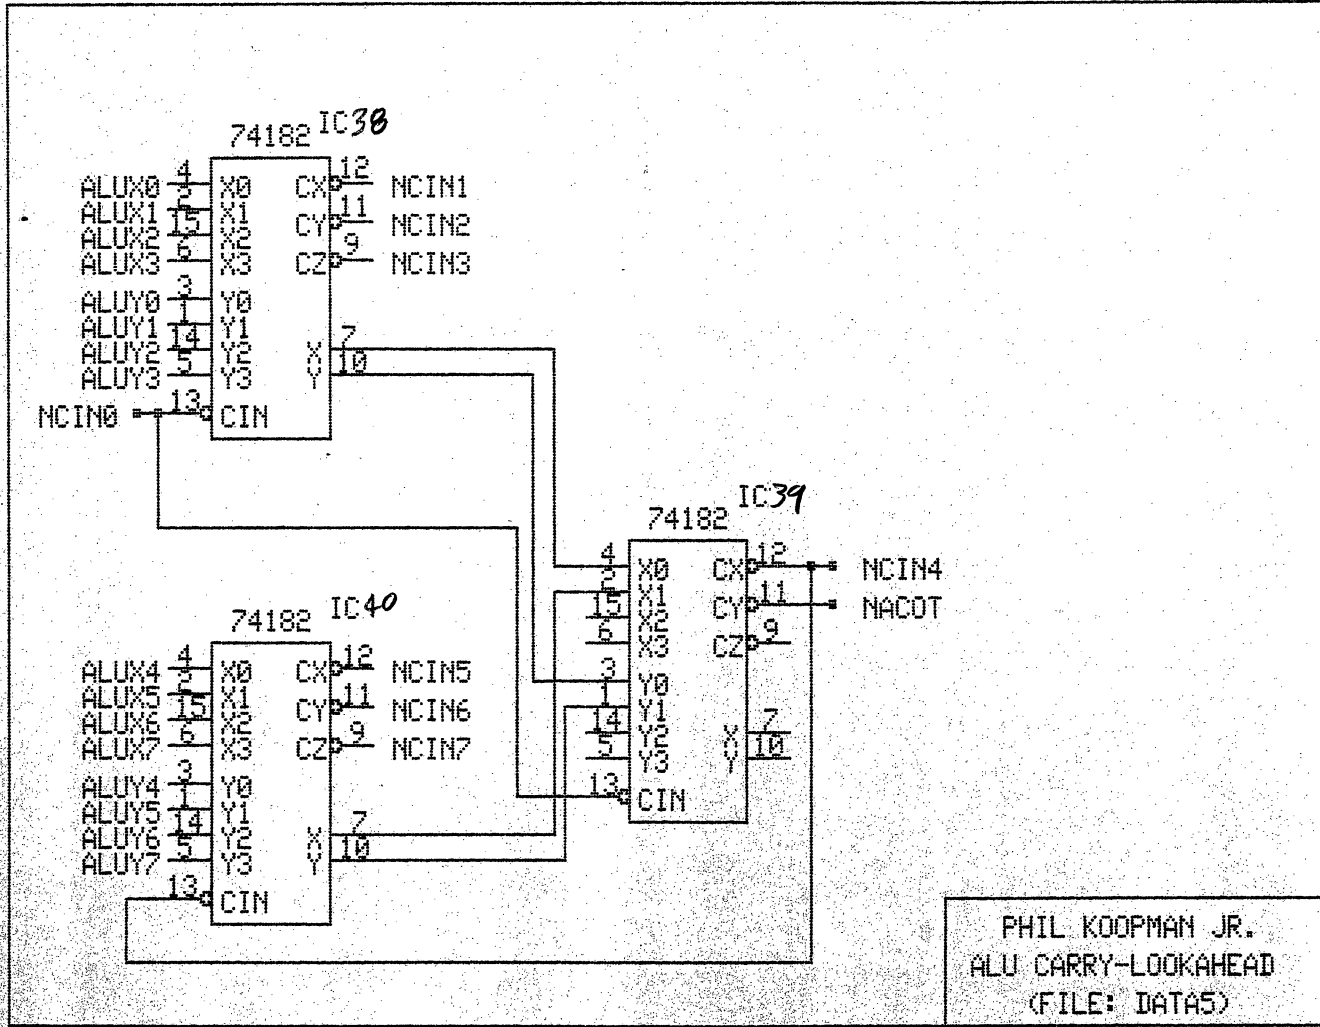 74182 IC38
4
ALUX0 X0 CX 12 NCIN1
ALUX1 X1
CY 11 NCIN2
15
ALUX2 X2
6
ALUX3 X3 CZ 9 NCIN3
3
ALUY0 Y0
1
ALUY1 Y1
14
ALUY2 Y2 X 7
5
ALUY3 Y3 Y 10
NCIN0 13 CIN
74182 IC39
4
X0 CX 12 NCIN4
X1
15
X2 CY 11 NACOT
6
X3 CZ 9
3
Y0
1
Y1
14
Y2 X 7
5
Y3 Y 10
13 CIN
74182 IC40
4
ALUX4 X0 CX 12 NCIN5
ALUX5 X1
CY 11 NCIN6
15
ALUX6 X2
6
ALUX7 X3 CZ 9 NCIN7
3
ALUY4 Y0
1
ALUY5 Y1
14
ALUY6 Y2 X 7
5
ALUY7 Y3 Y 10
13 CIN
PHIL KOOPMAN JR.
ALU CARRY-LOOKAHEAD
(FILE: DATA5)